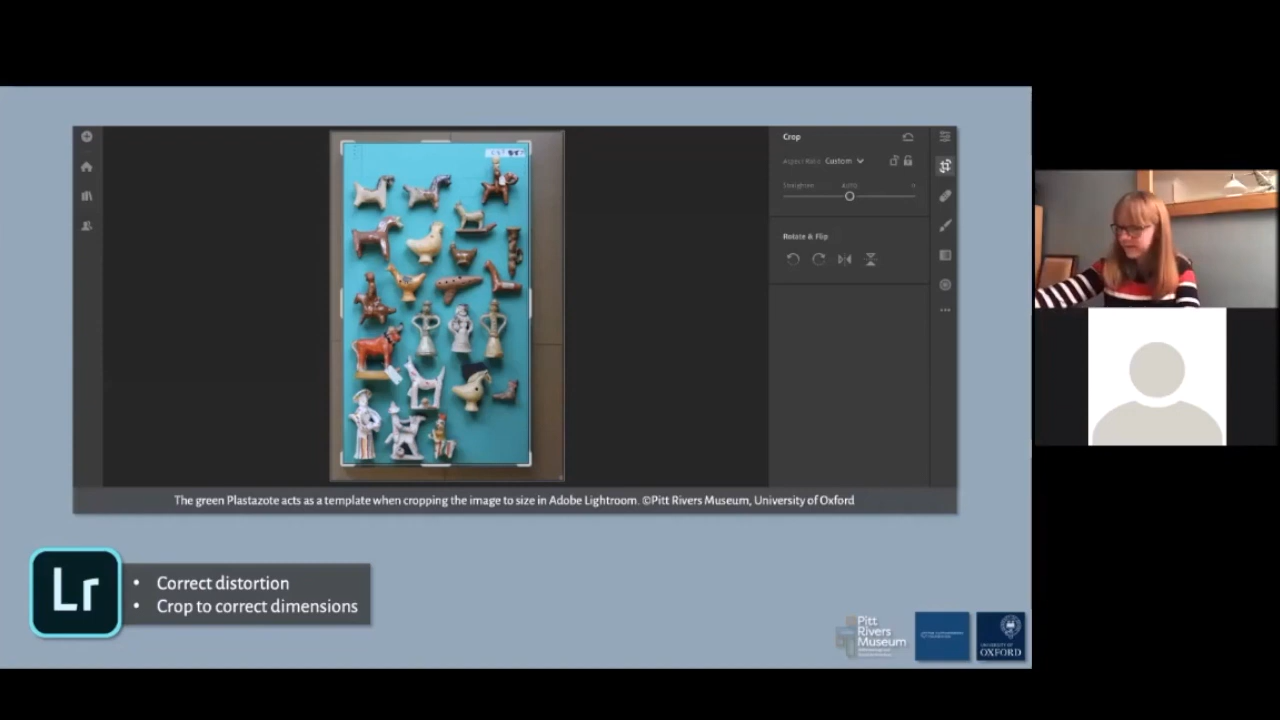 Crop
Aspect Ratio Custom
Straighten
Rotate & Flip
The green Plastazote acts as a template when cropping the image to size in Adobe Lightroom. ©Pitt Rivers Museum, University of Oxford
Lr
• Correct distortion
• Crop to correct dimensions
Pitt
Rivers
Museum
UNIVERSITY OF
OXFORD